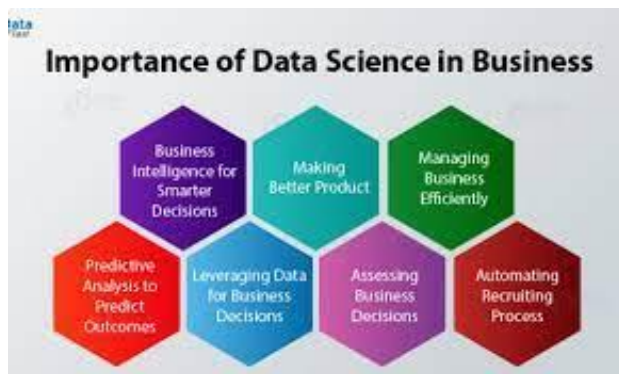 Data
Importance of Data Science in Business
Business
Intelligence for
Smarter
Decisions
Making
Better Product
Managing
Business
Efficiently
Predictive
Analysis to
Predict
Outcomes
Leveraging Data
for Business
Decisions
Assessing
Business
Decisions
Automating
Recruiting
Process